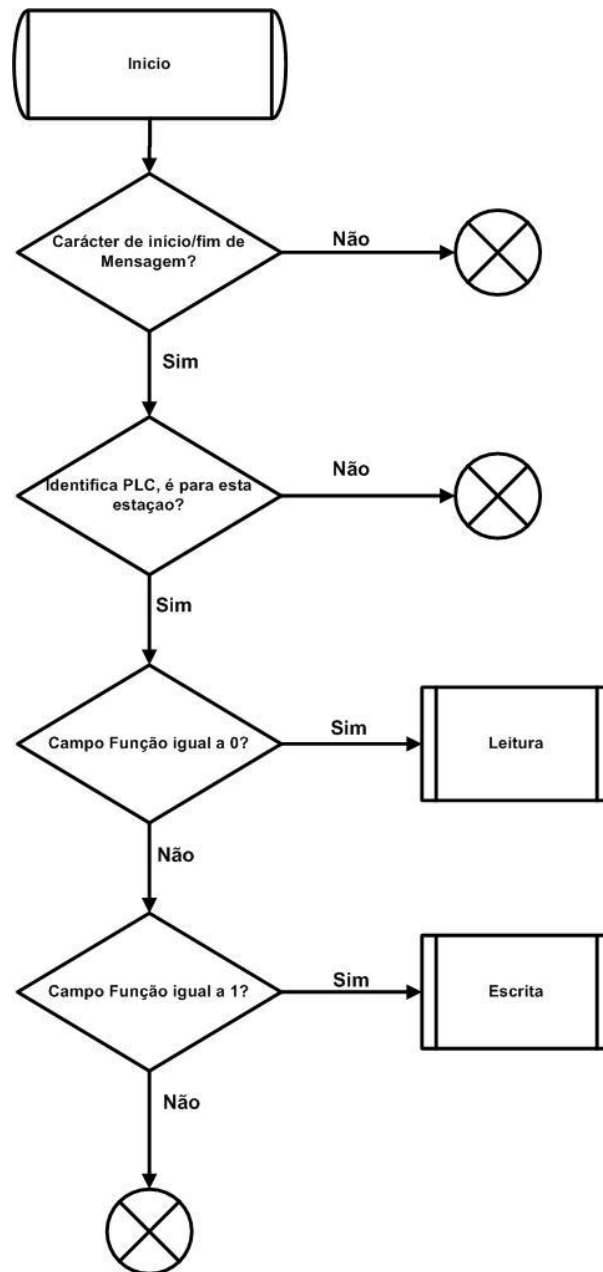 Inicio
Carácter de início/fim de
Mensagem?
Não
Sim
Identifica PLC, é para esta
estaçao?
Não
Sim
Campo Função igual a 0?
Sim
Leitura
Não
Campo Função igual a 1?
Sim
Escrita
Não